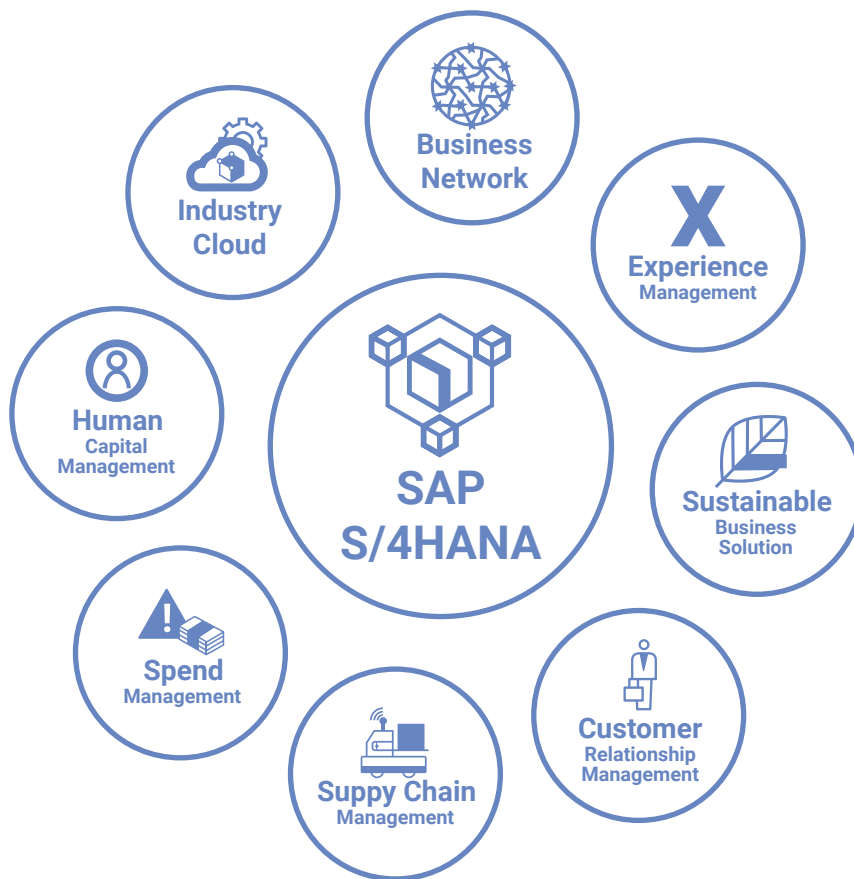 Business
Network
Industry
Cloud
X
Experience
Management
Human
Capital
Management
SAP
S/4HANA
Sustainable
Business
Solution
Spend
Management
Customer
Relationship
Management
Suppy Chain
Management